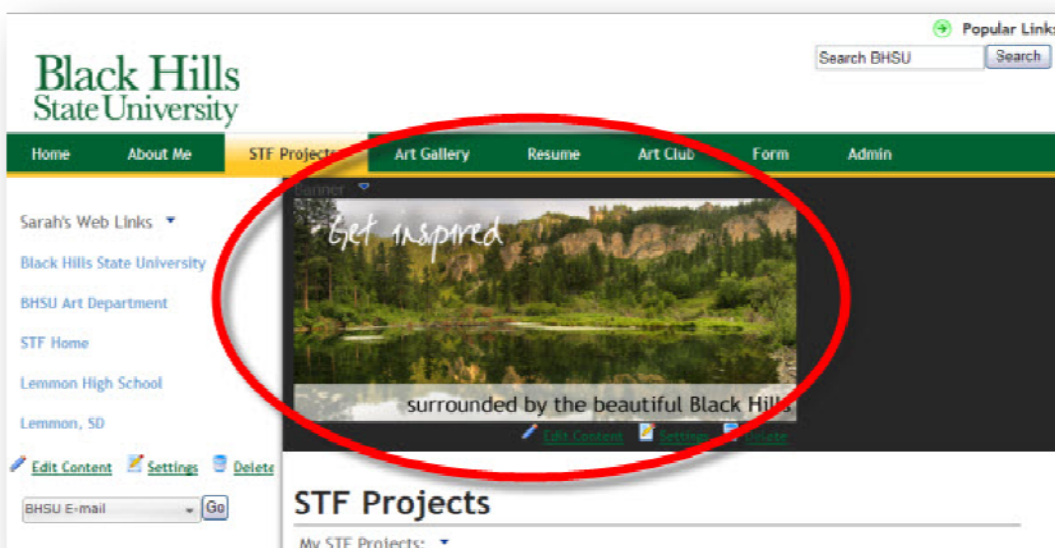 Popular Link
Search BHSU Search
Black Hills
State University
Home About Me STF Projects Art Gallery Resume Art Club Form Admin
Banner
Sarah's Web Links
Get inspired
Black Hills State University
BHSU Art Department
STF Home
Lemmon High School
surrounded by the beautiful Black Hills
Lemmon, SD
Edit Content Settings Delete
Edit Content Settings Delete
BHSU E-mail Go
STF Projects
My STF Projects: